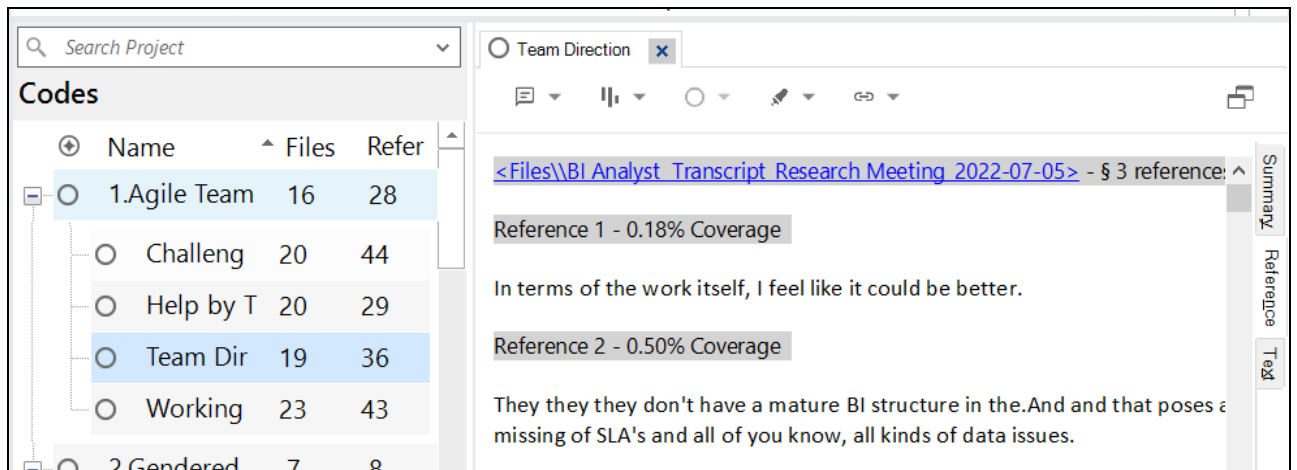 Search Project
Codes
Name Files Refer
1.Agile Team 16 28
Challeng 20 44
Help by T 20 29
Team Dir 19 36
Working 23 43
2.Gendered 7 8
Team Direction
<Files\\BI Analyst_Transcript_Research Meeting_2022-07-05> - § 3 reference
Reference 1 - 0.18% Coverage
In terms of the work itself, I feel like it could be better.
Reference 2 - 0.50% Coverage
They they they don't have a mature BI structure in the.And and that poses a
missing of SLA's and all of you know, all kinds of data issues.
Summary
Reference
Text